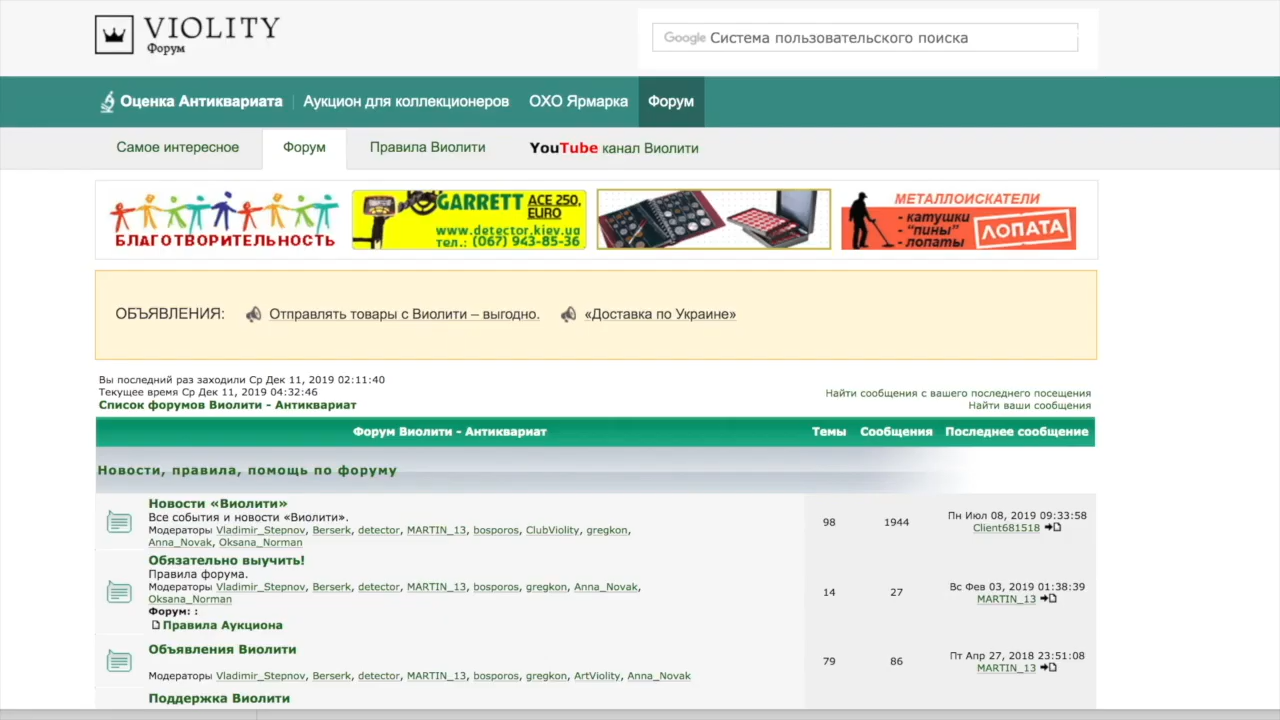 VIOLITY
Форум
Google Система пользовательского поиска
Оценка Антиквариата Аукцион для коллекционеров ОХО Ярмарка Форум
Самое интересное Форум Правила Виолити YouTube канал Виолити
БЛАГОТВОРИТЕЛЬНОСТЬ
GARRETT ACE 250,
EURO
www.detector.kiev.ua
тел.: (067) 943-85-36
МЕТАЛЛОИСКАТЕЛИ
- катушки
- "пины"
- лопаты
ЛОПАТА
ОБЪЯВЛЕНИЯ: Отправлять товары с Виолити – выгодно. «Доставка по Украине»
Вы последний раз заходили Ср Дек 11, 2019 02:11:40
Текущее время Ср Дек 11, 2019 04:32:46
Список форумов Виолити - Антиквариат
Найти сообщения с вашего последнего посещения
Найти ваши сообщения
Форум Виолити - Антиквариат Темы Сообщения Последнее сообщение
Новости, правила, помощь по форуму
Новости «Виолити»
Все события и новости «Виолити».
Модераторы Vladimir_Stepnov, Berserk, detector, MARTIN_13, bosporos, ClubViolity, gregkon,
Anna_Novak, Oksana_Norman
98 1944 Пн Июл 08, 2019 09:33:58
Client681518
Обязательно выучить!
Правила форума.
Модераторы Vladimir_Stepnov, Berserk, detector, MARTIN_13, bosporos, gregkon, Anna_Novak,
Oksana_Norman
Форум: :
Правила Аукциона
14 27 Вс Фев 03, 2019 01:38:39
MARTIN_13
Объявления Виолити
Модераторы Vladimir_Stepnov, Berserk, detector, MARTIN_13, bosporos, gregkon, ArtViolity, Anna_Novak
79 86 Пт Апр 27, 2018 23:51:08
MARTIN_13
Поддержка Виолити